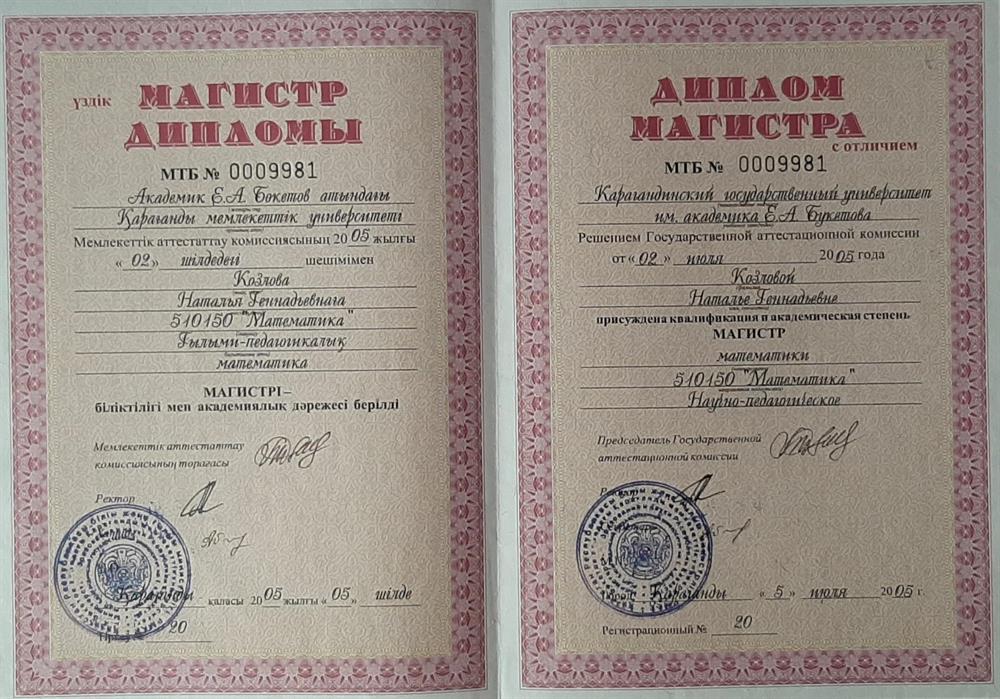 үздік МАГИСТР
ДИПЛОМЫ
МТБ № 0009981
Академик Е.А. Бөкетов атындағы
Қарағанды мемлекеттік университеті
Мемлекеттік аттестаттау комиссиясының 2005 жылғы
« 02 » шілдедегі шешімімен
Козлова
Наталья Геннадьевнаға
510150 "Математика"
Ғылыми-педагогикалық
математика
МАГИСТРІ –
біліктілігі мен академиялық дәрежесі берілді
Мемлекеттік аттестаттау
комиссиясының төрағасы
Ректор
Қарағанды қаласы 2005 жылғы « 05 » шілде
20
ДИПЛОМ
МАГИСТРА
с отличием
МТБ № 0009981
Карагандинский государственный университет
им. академика Е.А. Букетова
Решением Государственной аттестационной комиссии
от « 02 » июля 2005 года
Козловой
Наталье Геннадьевне
присуждена квалификация и академическая степень
МАГИСТР
математики
510150 "Математика"
Научно-педагогическое
Председатель Государственной
аттестационной комиссии
Караганды « 5 » июля 2005 г.
Регистрационный № 20